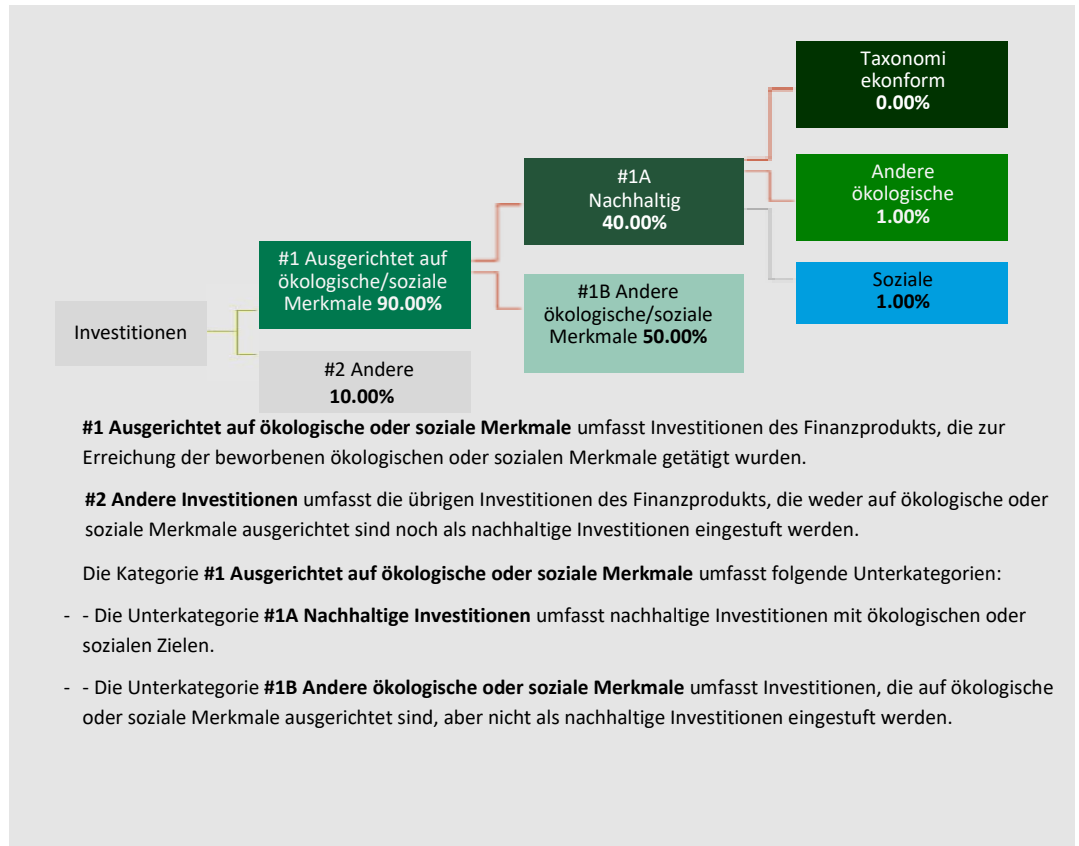 Taxonomi
ekonform
0.00%
#1A
Nachhaltig
40.00%
Andere
ökologische
1.00%
#1 Ausgerichtet auf
ökologische/soziale
Merkmale 90.00%
#1B Andere
ökologische/soziale
Merkmale 50.00%
Soziale
1.00%
Investitionen
#2 Andere
10.00%
#1 Ausgerichtet auf ökologische oder soziale Merkmale umfasst Investitionen des Finanzprodukts, die zur
Erreichung der beworbenen ökologischen oder sozialen Merkmale getätigt wurden.
#2 Andere Investitionen umfasst die übrigen Investitionen des Finanzprodukts, die weder auf ökologische oder
soziale Merkmale ausgerichtet sind noch als nachhaltige Investitionen eingestuft werden.
Die Kategorie #1 Ausgerichtet auf ökologische oder soziale Merkmale umfasst folgende Unterkategorien:
- - Die Unterkategorie #1A Nachhaltige Investitionen umfasst nachhaltige Investitionen mit ökologischen oder
sozialen Zielen.
- - Die Unterkategorie #1B Andere ökologische oder soziale Merkmale umfasst Investitionen, die auf ökologische
oder soziale Merkmale ausgerichtet sind, aber nicht als nachhaltige Investitionen eingestuft werden.